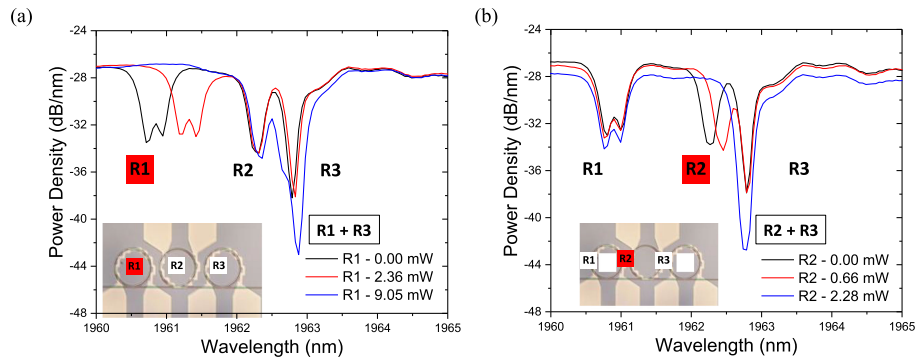 (a)
Power Density (dB/nm)
-24
-28
-32
-36
-40
-44
-48
R1
R2
R3
R1 + R3
R1
R2
R3
R1 - 0.00 mW
R1 - 2.36 mW
R1 - 9.05 mW
1960 1961 1962 1963 1964 1965
Wavelength (nm)
(b)
Power Density (dB/nm)
-24
-28
-32
-36
-40
-44
-48
R1
R2
R3
R2 + R3
R1
R2
R3
R2 - 0.00 mW
R2 - 0.66 mW
R2 - 2.28 mW
1960 1961 1962 1963 1964 1965
Wavelength (nm)